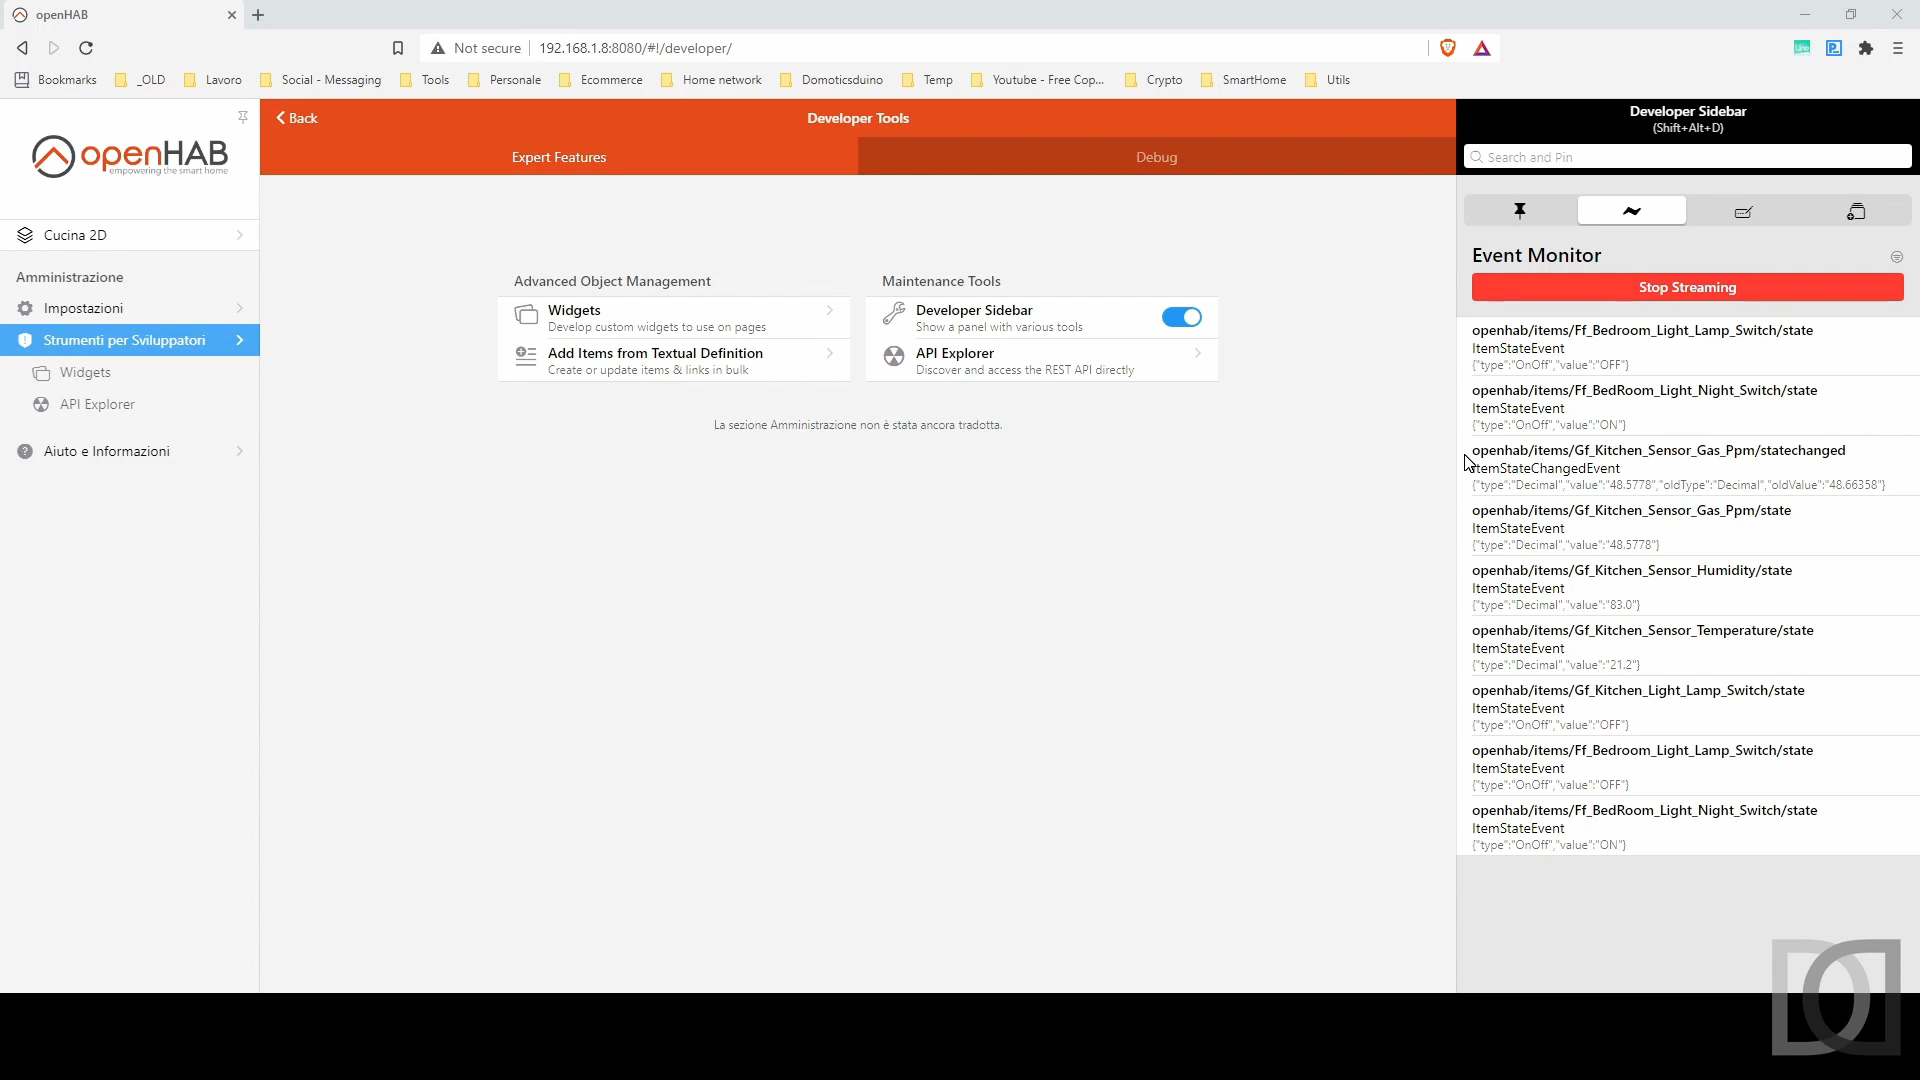 openHAB
Not secure
192.168.1.8:8080/#!/developer/
Bookmarks
_OLD
Lavoro
Social - Messaging
Tools
Personale
Ecommerce
Home network
Domoticsduino
Temp
Youtube - Free Cop...
Crypto
SmartHome
Utils
openHAB
empowering the smart home
Cucina 2D
Amministrazione
Impostazioni
Strumenti per Sviluppatori
Widgets
API Explorer
Aiuto e Informazioni
Back
Developer Tools
Expert Features
Debug
Advanced Object Management
Widgets
Develop custom widgets to use on pages
Add Items from Textual Definition
Create or update items & links in bulk
Maintenance Tools
Developer Sidebar
Show a panel with various tools
API Explorer
Discover and access the REST API directly
La sezione Amministrazione non è stata ancora tradotta.
Developer Sidebar
(Shift+Alt+D)
Search and Pin
Event Monitor
Stop Streaming
openhab/items/Ff_Bedroom_Light_Lamp_Switch/state
ItemStateEvent
{"type":"OnOff","value":"OFF"}
openhab/items/Ff_BedRoom_Light_Night_Switch/state
ItemStateEvent
{"type":"OnOff","value":"ON"}
openhab/items/Gf_Kitchen_Sensor_Gas_Ppm/statechanged
ItemStateChangedEvent
{"type":"Decimal","value":"48.5778","oldType":"Decimal","oldValue":"48.66358"}
openhab/items/Gf_Kitchen_Sensor_Gas_Ppm/state
ItemStateEvent
{"type":"Decimal","value":"48.5778"}
openhab/items/Gf_Kitchen_Sensor_Humidity/state
ItemStateEvent
{"type":"Decimal","value":"83.0"}
openhab/items/Gf_Kitchen_Sensor_Temperature/state
ItemStateEvent
{"type":"Decimal","value":"21.2"}
openhab/items/Gf_Kitchen_Light_Lamp_Switch/state
ItemStateEvent
{"type":"OnOff","value":"OFF"}
openhab/items/Ff_Bedroom_Light_Lamp_Switch/state
ItemStateEvent
{"type":"OnOff","value":"OFF"}
openhab/items/Ff_BedRoom_Light_Night_Switch/state
ItemStateEvent
{"type":"OnOff","value":"ON"}